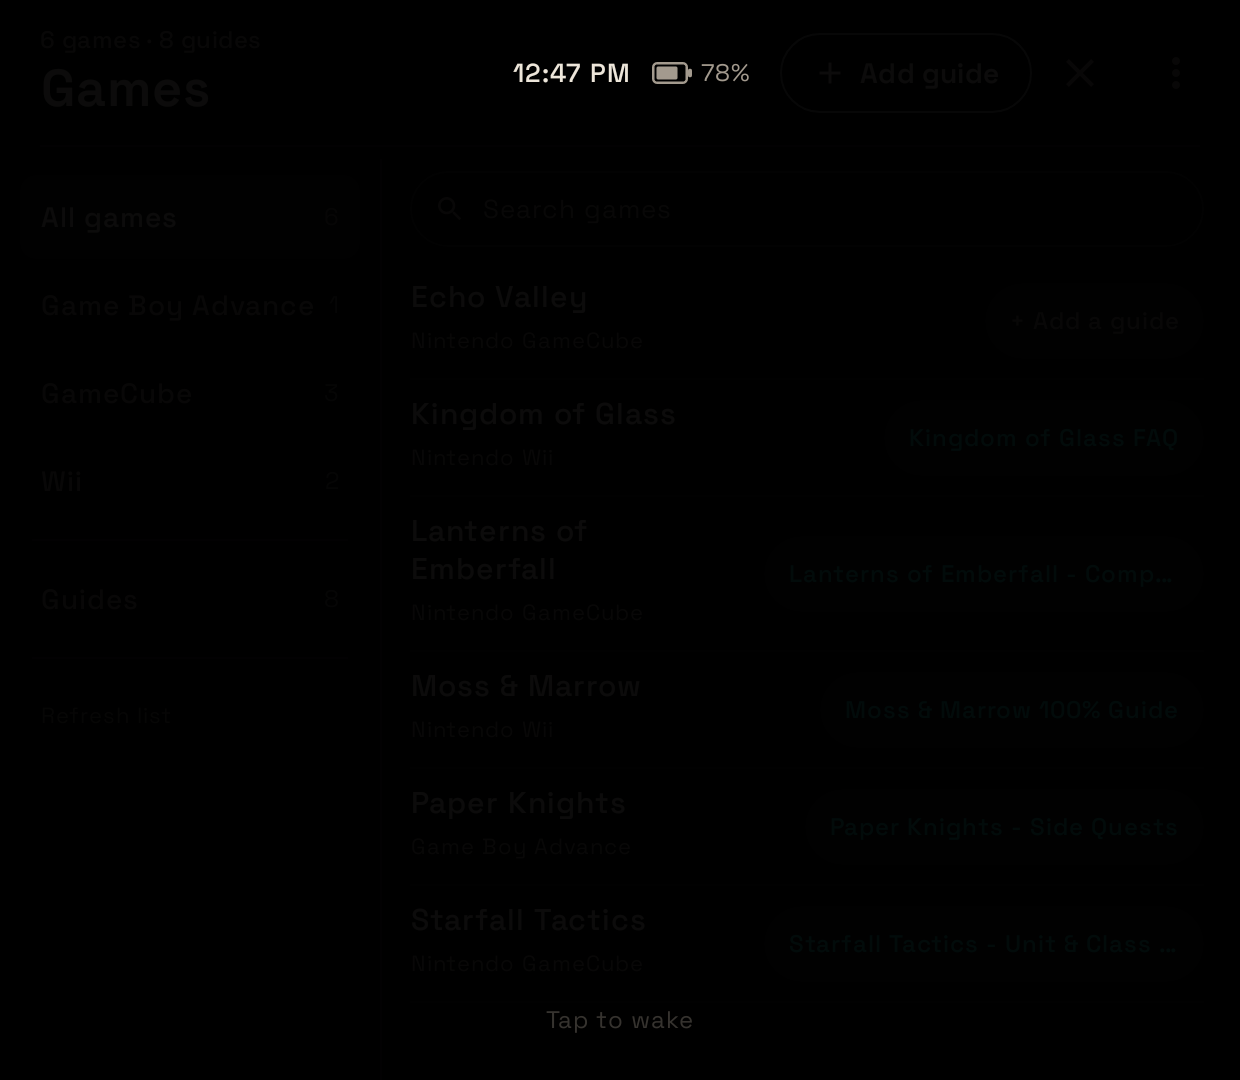 6 games · 8 guides
Games
12:47 PM 78%
+ Add guide
All games 6
Game Boy Advance 1
GameCube 3
Wii 2
Guides 8
Refresh list
Search games
Echo Valley
Nintendo GameCube
+ Add a guide
Kingdom of Glass
Nintendo Wii
Kingdom of Glass FAQ
Lanterns of
Emberfall
Nintendo GameCube
Lanterns of Emberfall - Comp…
Moss & Marrow
Nintendo Wii
Moss & Marrow 100% Guide
Paper Knights
Game Boy Advance
Paper Knights - Side Quests
Starfall Tactics
Nintendo GameCube
Starfall Tactics - Unit & Class …
Tap to wake